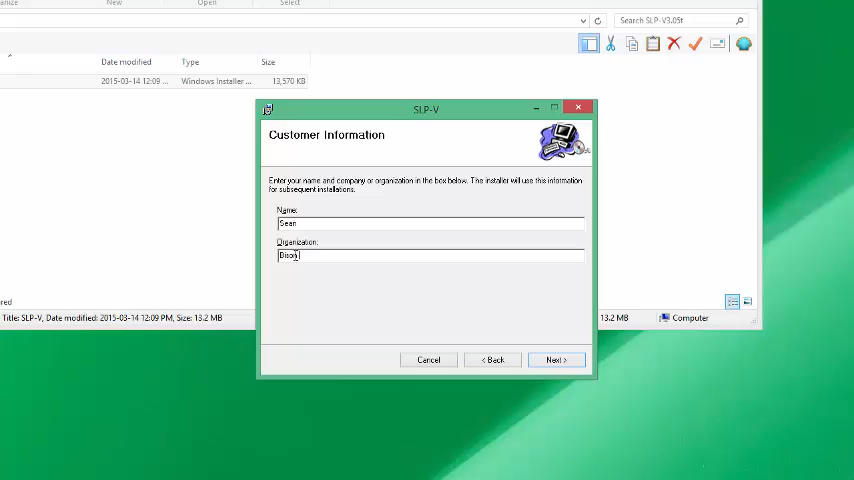 anize New Open Select
Search SLP-V3.05t
Date modified Type Size
2015-03-14 12:09 ... Windows Installer ... 13,570 KB
SLP-V
Customer Information
Enter your name and company or organization in the box below. The installer will use this information
for subsequent installations.
Name:
Sean
Organization:
Bison
ered
Title: SLP-V, Date modified: 2015-03-14 12:09 PM, Size: 13.2 MB 13.2 MB Computer
Cancel < Back Next >